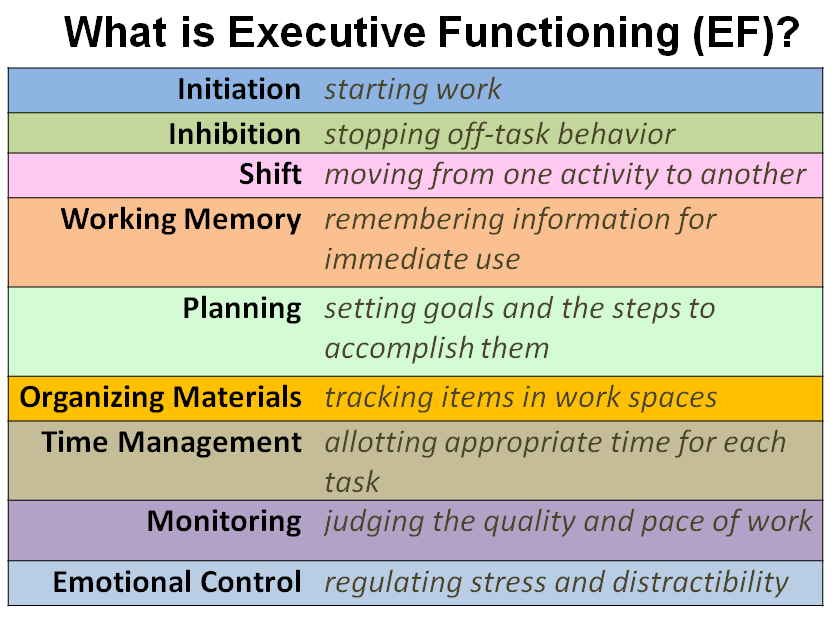 What is Executive Functioning (EF)?
Initiation starting work
Inhibition stopping off-task behavior
Shift moving from one activity to another
Working Memory remembering information for
immediate use
Planning setting goals and the steps to
accomplish them
Organizing Materials tracking items in work spaces
Time Management allotting appropriate time for each
task
Monitoring judging the quality and pace of work
Emotional Control regulating stress and distractibility